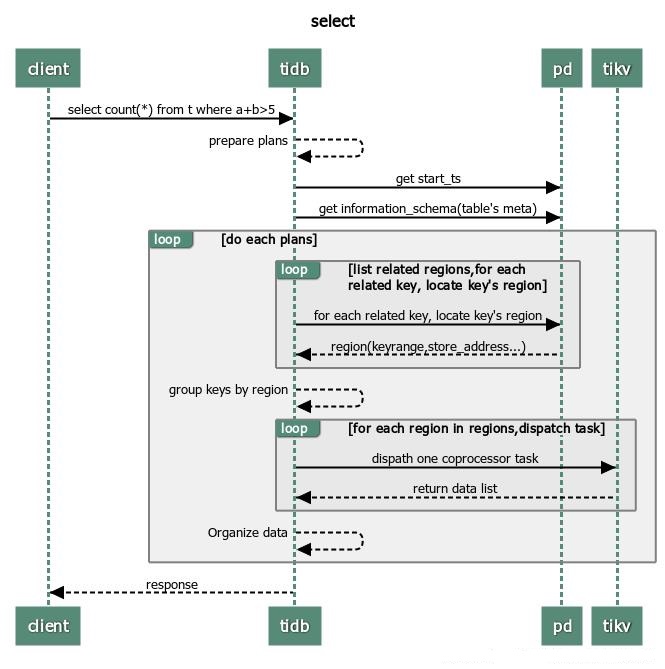 select
client
tidb
pd
tikv
select count(*) from t where a+b>5
prepare plans
get start_ts
get information_schema(table's meta)
loop
[do each plans]
loop
[list related regions,for each
related key, locate key's region]
for each related key, locate key's region
region(keyrange,store_address...)
group keys by region
loop
[for each region in regions,dispatch task]
dispath one coprocessor task
return data list
Organize data
response
client
tidb
pd
tikv